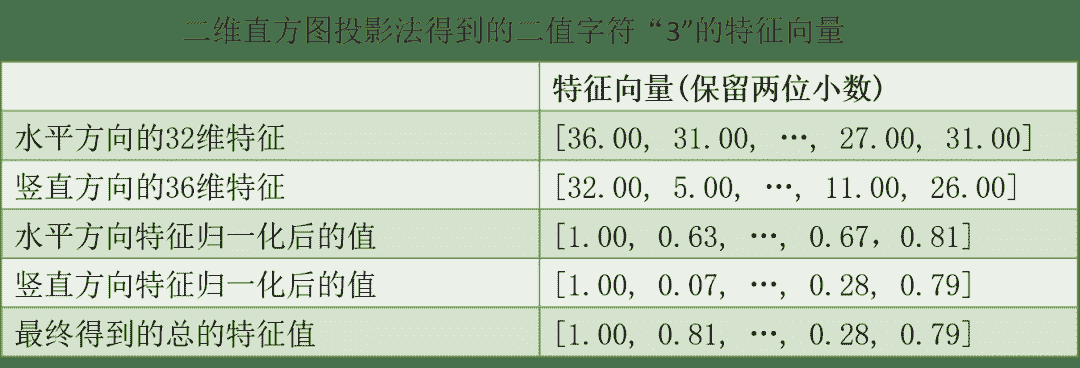 二维直方图投影法得到的二值字符“3”的特征向量
特征向量(保留两位小数)
水平方向的32维特征 [36.00, 31.00, …, 27.00, 31.00]
竖直方向的36维特征 [32.00, 5.00, …, 11.00, 26.00]
水平方向特征归一化后的值 [1.00, 0.63, …, 0.67，0.81]
竖直方向特征归一化后的值 [1.00, 0.07, …, 0.28, 0.79]
最终得到的总的特征值 [1.00, 0.81, …, 0.28, 0.79]